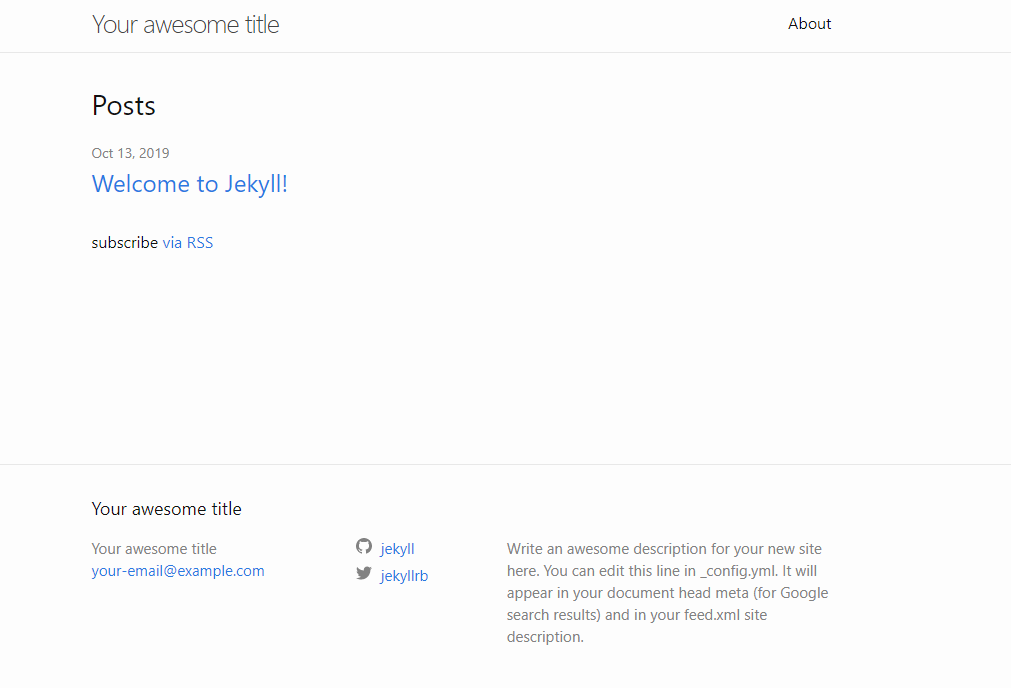 Your awesome title
About
Posts
Oct 13, 2019
Welcome to Jekyll!
subscribe via RSS
Your awesome title
Your awesome title
your-email@example.com
jekyll
jekyllrb
Write an awesome description for your new site
here. You can edit this line in _config.yml. It will
appear in your document head meta (for Google
search results) and in your feed.xml site
description.